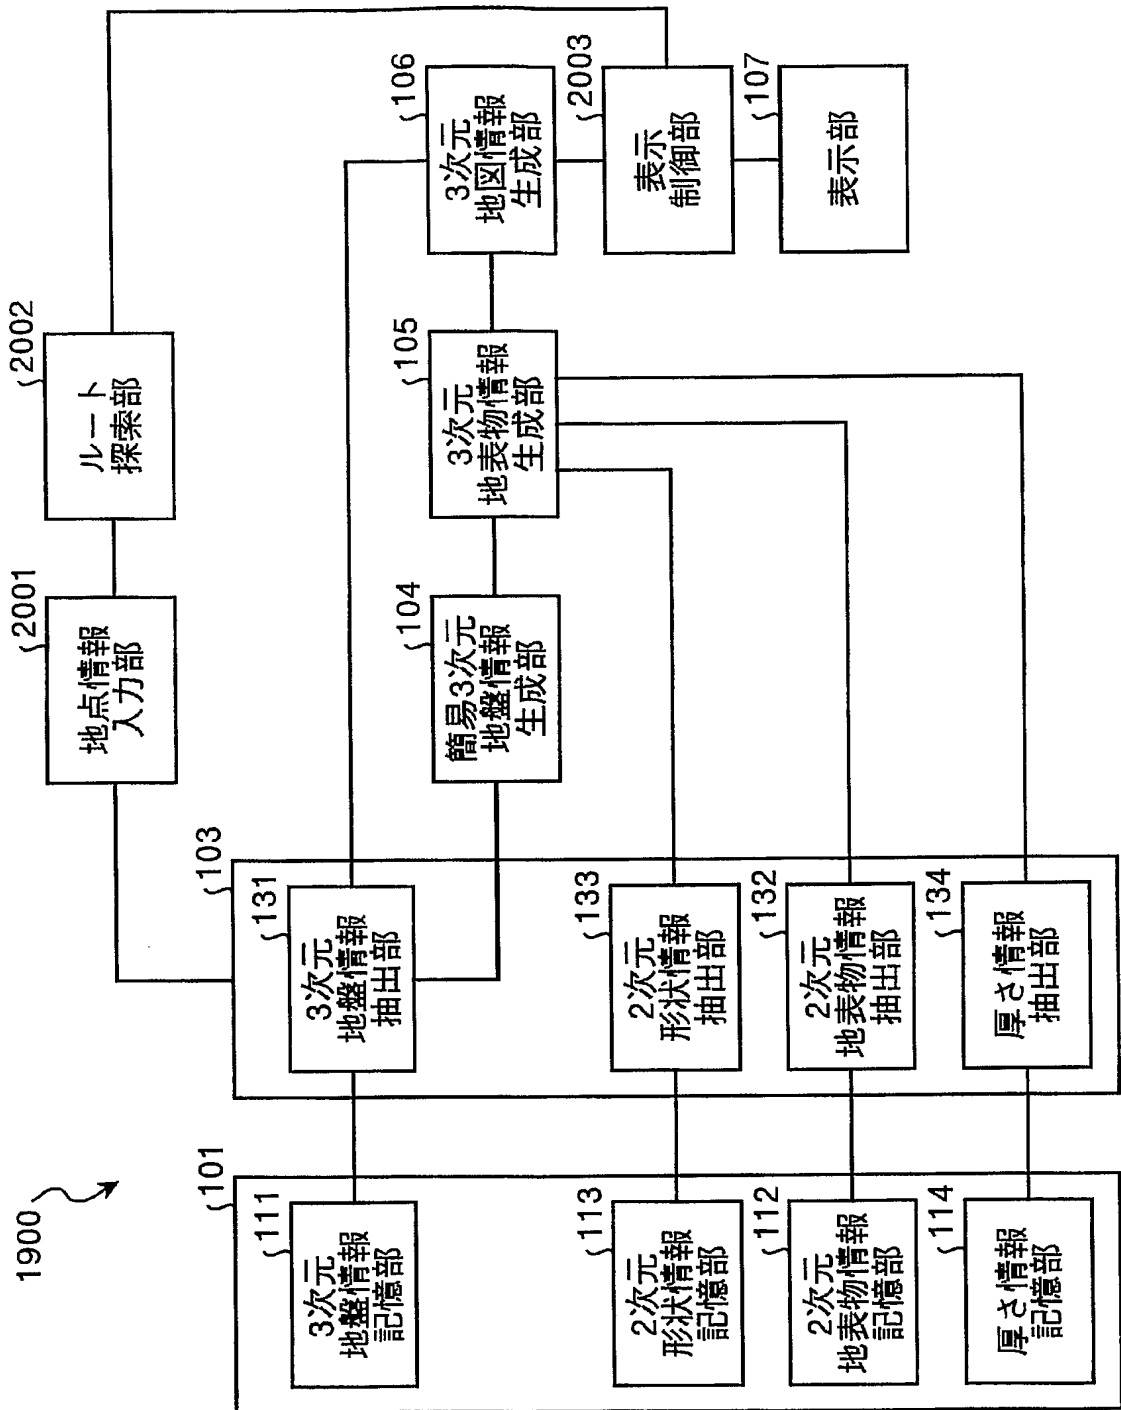 1900
101
111
3次元
地盤情報
記憶部
113
2次元
形状情報
記憶部
112
2次元
地表物情報
記憶部
114
厚さ情報
記憶部
103
131
3次元
地盤情報
抽出部
133
2次元
形状情報
抽出部
132
2次元
地表物情報
抽出部
134
厚さ情報
抽出部
2001
地点情報
入力部
104
簡易3次元
地盤情報
生成部
2002
ルート
探索部
105
3次元
地表物情報
生成部
106
3次元
地図情報
生成部
2003
表示
制御部
107
表示部